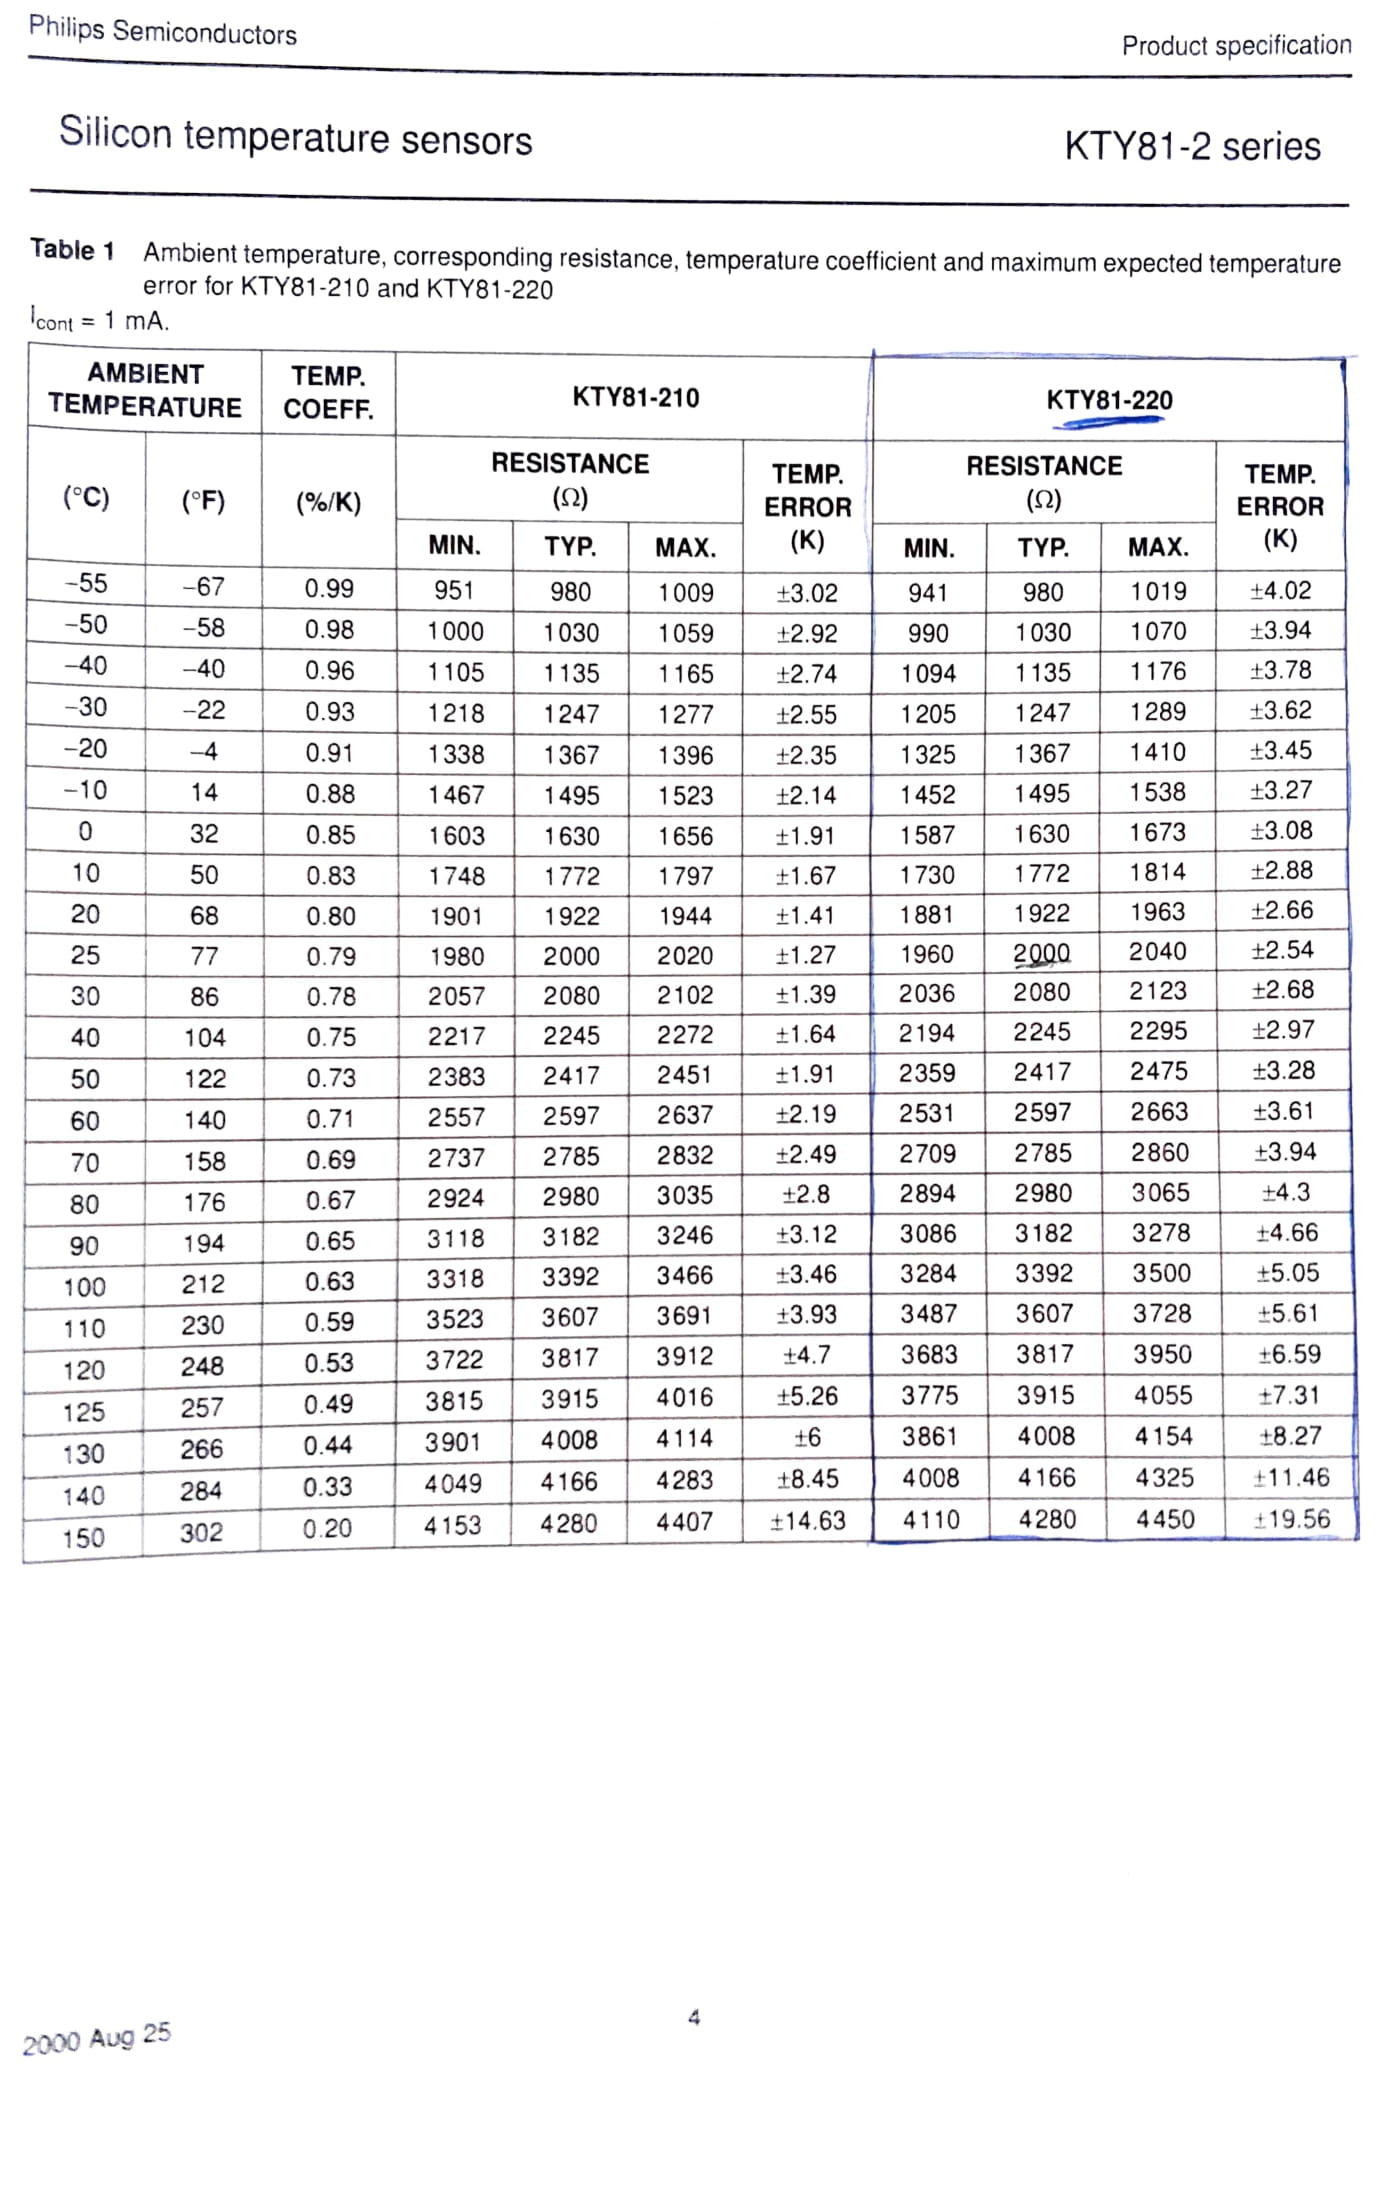 Philips Semiconductors
Product specification
Silicon temperature sensors
KTY81-2 series
Table 1 Ambient temperature, corresponding resistance, temperature coefficient and maximum expected temperature
error for KTY81-210 and KTY81-220
Icont = 1 mA.
AMBIENT TEMPERATURE TEMP. COEFF. KTY81-210 KTY81-220
(°C) (°F) (%/K) RESISTANCE (Ω) TEMP. ERROR (K) RESISTANCE (Ω) TEMP. ERROR (K)
MIN. TYP. MAX. MIN. TYP. MAX.
−55 −67 0.99 951 980 1009 ±3.02 941 980 1019 ±4.02
−50 −58 0.98 1000 1030 1059 ±2.92 990 1030 1070 ±3.94
−40 −40 0.96 1105 1135 1165 ±2.74 1094 1135 1176 ±3.78
−30 −22 0.93 1218 1247 1277 ±2.55 1205 1247 1289 ±3.62
−20 −4 0.91 1338 1367 1396 ±2.35 1325 1367 1410 ±3.45
−10 14 0.88 1467 1495 1523 ±2.14 1452 1495 1538 ±3.27
0 32 0.85 1603 1630 1656 ±1.91 1587 1630 1673 ±3.08
10 50 0.83 1748 1772 1797 ±1.67 1730 1772 1814 ±2.88
20 68 0.80 1901 1922 1944 ±1.41 1881 1922 1963 ±2.66
25 77 0.79 1980 2000 2020 ±1.27 1960 2000 2040 ±2.54
30 86 0.78 2057 2080 2102 ±1.39 2036 2080 2123 ±2.68
40 104 0.75 2217 2245 2272 ±1.64 2194 2245 2295 ±2.97
50 122 0.73 2383 2417 2451 ±1.91 2359 2417 2475 ±3.28
60 140 0.71 2557 2597 2637 ±2.19 2531 2597 2663 ±3.61
70 158 0.69 2737 2785 2832 ±2.49 2709 2785 2860 ±3.94
80 176 0.67 2924 2980 3035 ±2.8 2894 2980 3065 ±4.3
90 194 0.65 3118 3182 3246 ±3.12 3086 3182 3278 ±4.66
100 212 0.63 3318 3392 3466 ±3.46 3284 3392 3500 ±5.05
110 230 0.59 3523 3607 3691 ±3.93 3487 3607 3728 ±5.61
120 248 0.53 3722 3817 3912 ±4.7 3683 3817 3950 ±6.59
125 257 0.49 3815 3915 4016 ±5.26 3775 3915 4055 ±7.31
130 266 0.44 3901 4008 4114 ±6 3861 4008 4154 ±8.27
140 284 0.33 4049 4166 4283 ±8.45 4008 4166 4325 ±11.46
150 302 0.20 4153 4280 4407 ±14.63 4110 4280 4450 ±19.56
2000 Aug 25
4